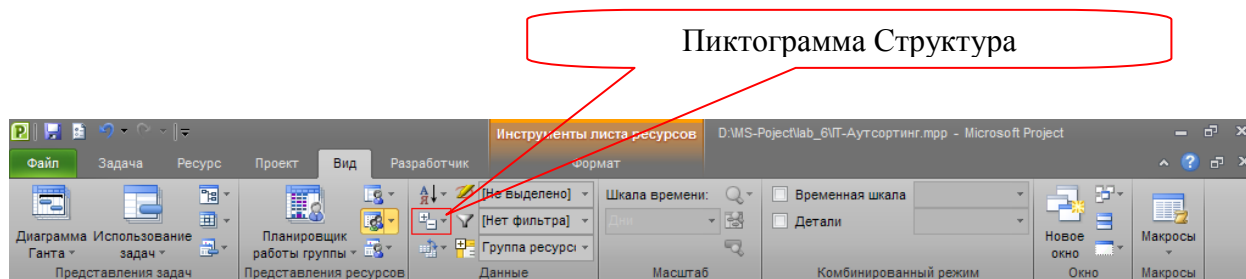 Пиктограмма Структура
Инструменты листа ресурсов
D:\MS-Poject\lab_6\IT-Аутсортинг.mpp - Microsoft Project
Файл Задача Ресурс Проект Вид Разработчик Формат
[Не выделено] Шкала времени: Временная шкала
[Нет фильтра] Дни Детали
Диаграмма Ганта Использование задач Планировщик работы группы Группа ресурсı Новое окно Макросы
Представления задач Представления ресурсов Данные Масштаб Комбинированный режим Окно Макросы